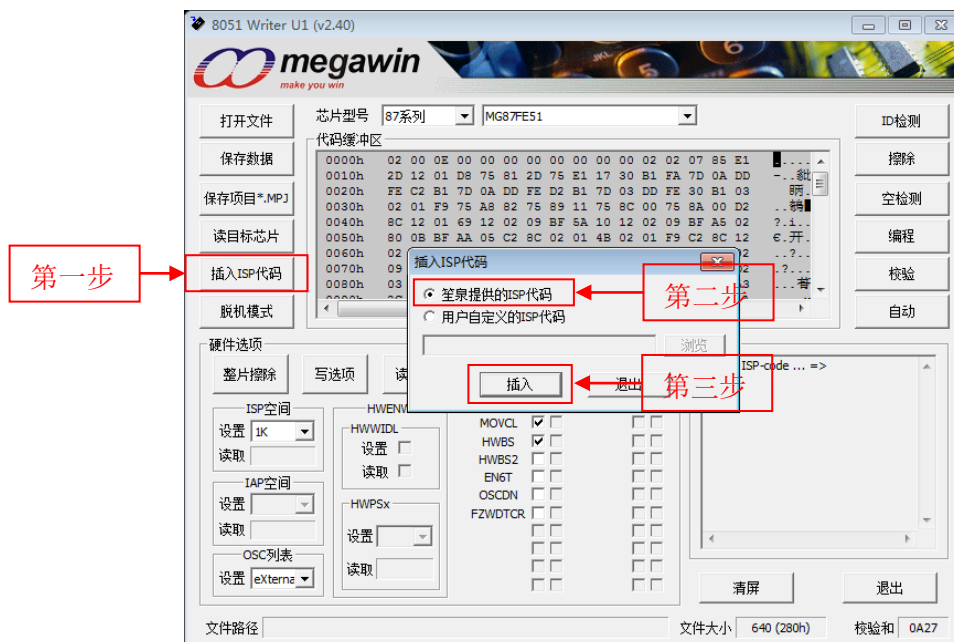 8051 Writer U1 (v2.40)
megawin
make you win
打开文件
芯片型号 87系列 MG87FE51
ID检测
代码缓冲区
保存数据
擦除
保存项目*.MPJ
空检测
读目标芯片
编程
插入ISP代码
校验
脱机模式
自动
0000h 02 00 0E 00 00 00 00 00 00 00 00 02 02 07 85 E1
0010h 2D 12 01 D8 75 81 2D 75 E1 17 30 B1 FA 7D 0A DD
0020h FE C2 B1 7D 0A DD FE D2 B1 7D 03 DD FE 30 B1 03
0030h 02 01 F9 75 A8 82 75 89 11 75 8C 00 75 8A 00 D2
0040h 8C 12 01 69 12 02 09 BF 5A 10 12 02 09 BF A5 02
0050h 80 0B BF AA 05 C2 8C 02 01 4B 02 01 F9 C2 8C 12
0060h 02
0070h 09
0080h 03
第一步
插入ISP代码
笙泉提供的ISP代码
第二步
用户自定义的ISP代码
浏览
插入
退出
第三步
硬件选项
整片擦除 写选项 读
ISP-code ... =>
ISP空间
设置 1K
读取
IAP空间
设置
读取
OSC列表
设置 eXterna
HWENW
HWWIDL
设置
读取
HWPSx
设置
读取
MOVCL
HWBS
HWBS2
EN6T
OSCDN
FZWDTCR
清屏 退出
文件路径 文件大小 640 (280h) 校验和 0A27